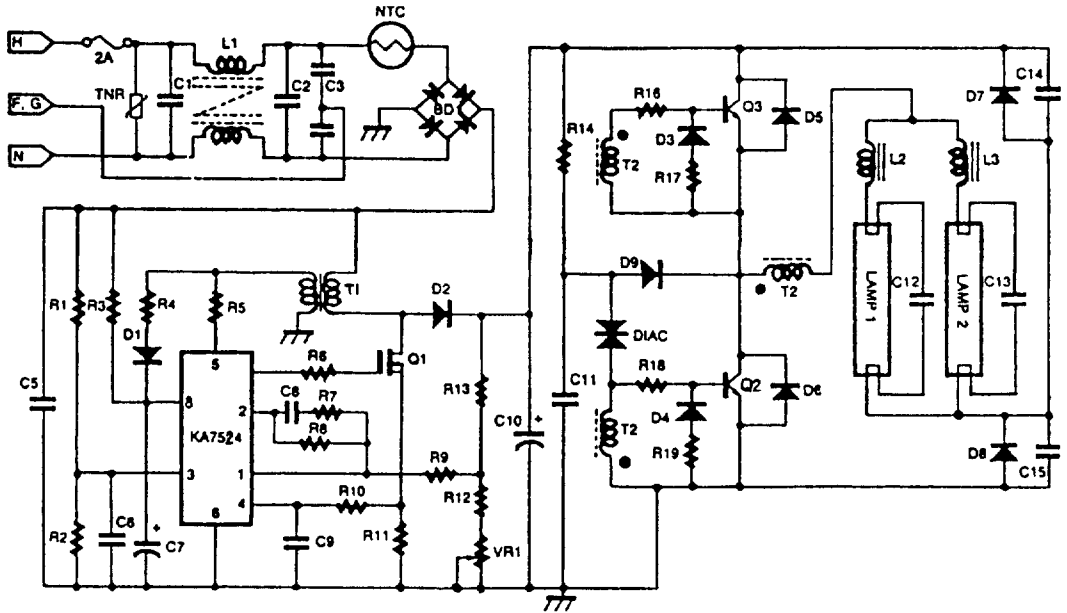 NTC
H
2A
L1
TNR
C1
C2
C3
F, G
BD
N
R14
R16
Q3
D5
D3
T2
R17
D7
C14
L2
L3
D9
T2
LAMP 1
C12
LAMP 2
C13
T1
D2
R1
R3
R4
R5
D1
DIAC
5
R6
Q1
R18
Q2
D6
C5
8
2
C8
R7
R13
C11
D4
KA7524
R8
C10
+
T2
R19
D8
C15
3
1
R9
R12
R10
4
R2
C6
+
C7
6
C9
R11
VR1